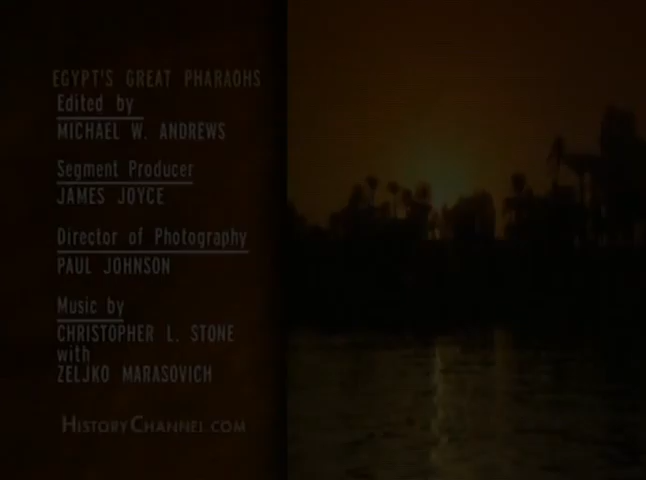 EGYPT'S GREAT PHARAOHS
Edited by
MICHAEL W. ANDREWS
Segment Producer
JAMES JOYCE
Director of Photography
PAUL JOHNSON
Music by
CHRISTOPHER L. STONE
with
ZELJKO MARASOVICH
HISTORYCHANNEL.COM